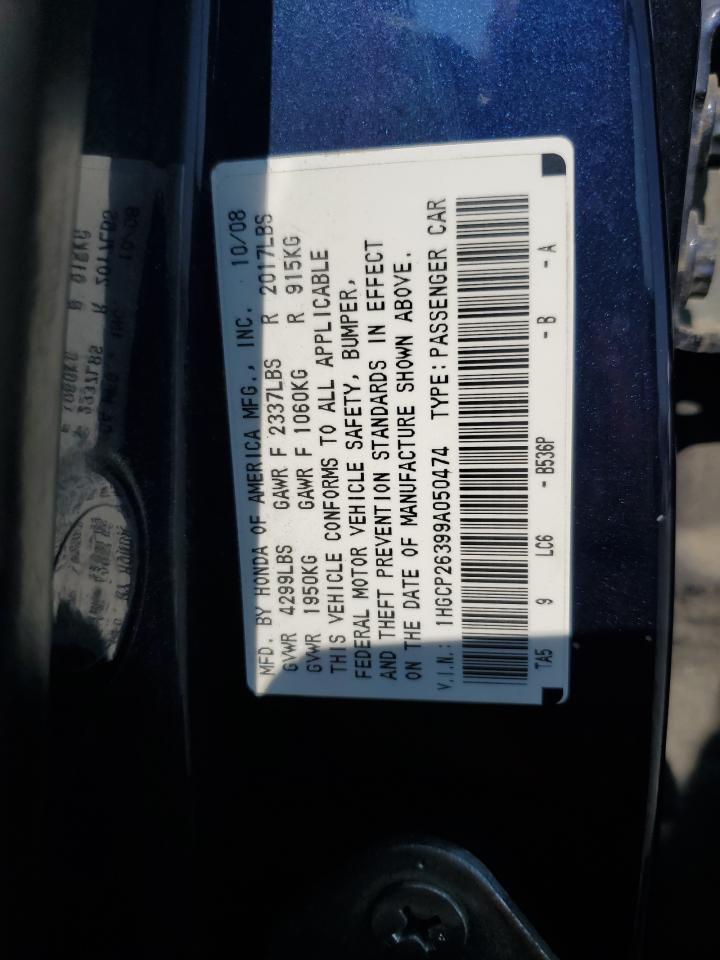 MFD. BY HONDA OF AMERICA MFG., INC. 10/08
GVWR 4299LBS GAWR F 2337LBS R 2017LBS
GVWR 1950KG GAWR F 1060KG R 915KG
THIS VEHICLE CONFORMS TO ALL APPLICABLE
FEDERAL MOTOR VEHICLE SAFETY, BUMPER,
AND THEFT PREVENTION STANDARDS IN EFFECT
ON THE DATE OF MANUFACTURE SHOWN ABOVE.
V.I.N.: 1HGCP26399A050474 TYPE: PASSENGER CAR
TA5 9 LC6 - B536P - B - A